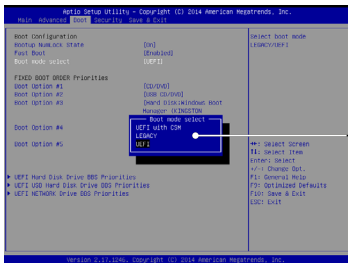 Aptio Setup Utility - Copyright (C) 2014 American Megatrends, Inc.
Main Advanced Boot Security Save & Exit
Boot Configuration
Bootup NumLock State [On]
Fast Boot [Enabled]
Boot mode select [UEFI]
FIXED BOOT ORDER Priorities
Boot Option #1 [CD/DVD]
Boot Option #2 [USB CD/DVD]
Boot Option #3 [Hard Disk:Windows Boot
Manager (KINGSTON
Boot Option #4
Boot Option #5
Boot mode select
UEFI with CSM
LEGACY
UEFI
▶ UEFI Hard Disk Drive BBS Priorities
▶ UEFI USB Hard Disk Drive BBS Priorities
▶ UEFI NETWORK Drive BBS Priorities
Select boot mode
LEGACY/UEFI
→←: Select Screen
↑↓: Select Item
Enter: Select
+/-: Change Opt.
F1: General Help
F9: Optimized Defaults
F10: Save & Exit
ESC: Exit
Version 2.17.1246. Copyright (C) 2014 American Megatrends, Inc.